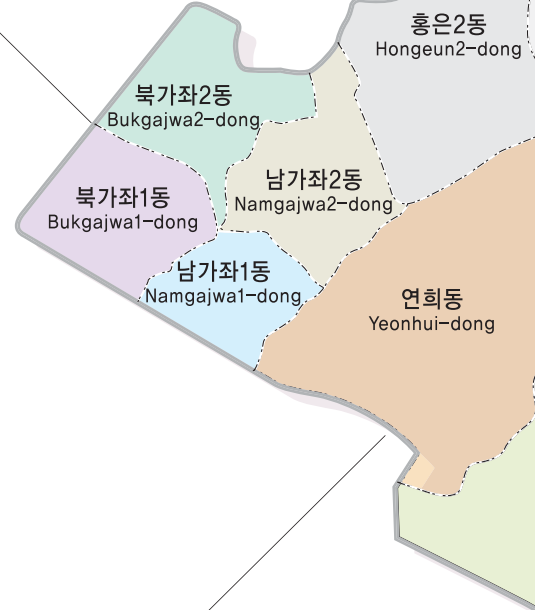 홍은2동
Hongeun2-dong
북가좌2동
Bukgajwa2-dong
남가좌2동
Namgajwa2-dong
북가좌1동
Bukgajwa1-dong
남가좌1동
Namgajwa1-dong
연희동
Yeonhui-dong